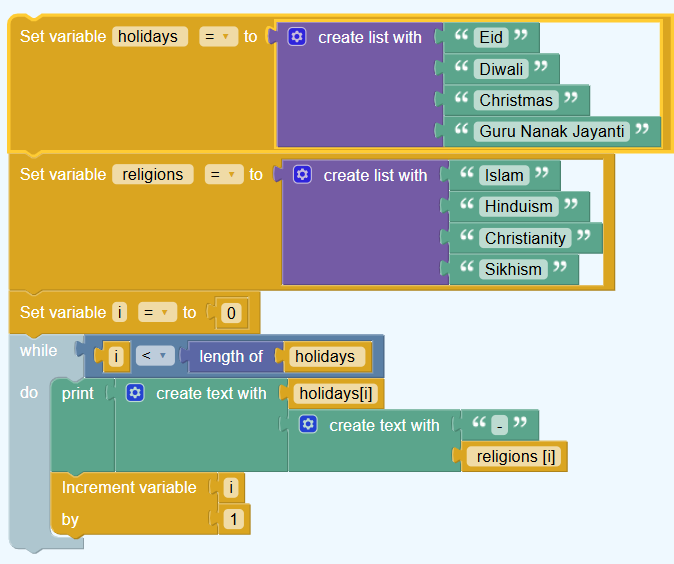 Set variable holidays = to create list with “ Eid ”
“ Diwali ”
“ Christmas ”
“ Guru Nanak Jayanti ”
Set variable religions = to create list with “ Islam ”
“ Hinduism ”
“ Christianity ”
“ Sikhism ”
Set variable i = to 0
while i < length of holidays
do print create text with holidays[i]
create text with “ - ”
religions [i]
Increment variable i
by 1